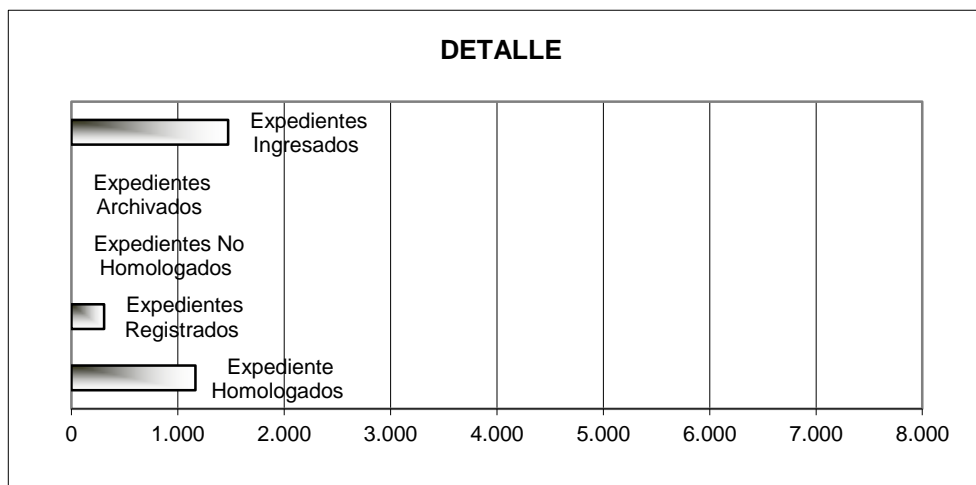 DETALLE
Expedientes
Ingresados
Expedientes
Archivados
Expedientes No
Homologados
Expedientes
Registrados
Expediente
Homologados
0 1.000 2.000 3.000 4.000 5.000 6.000 7.000 8.000